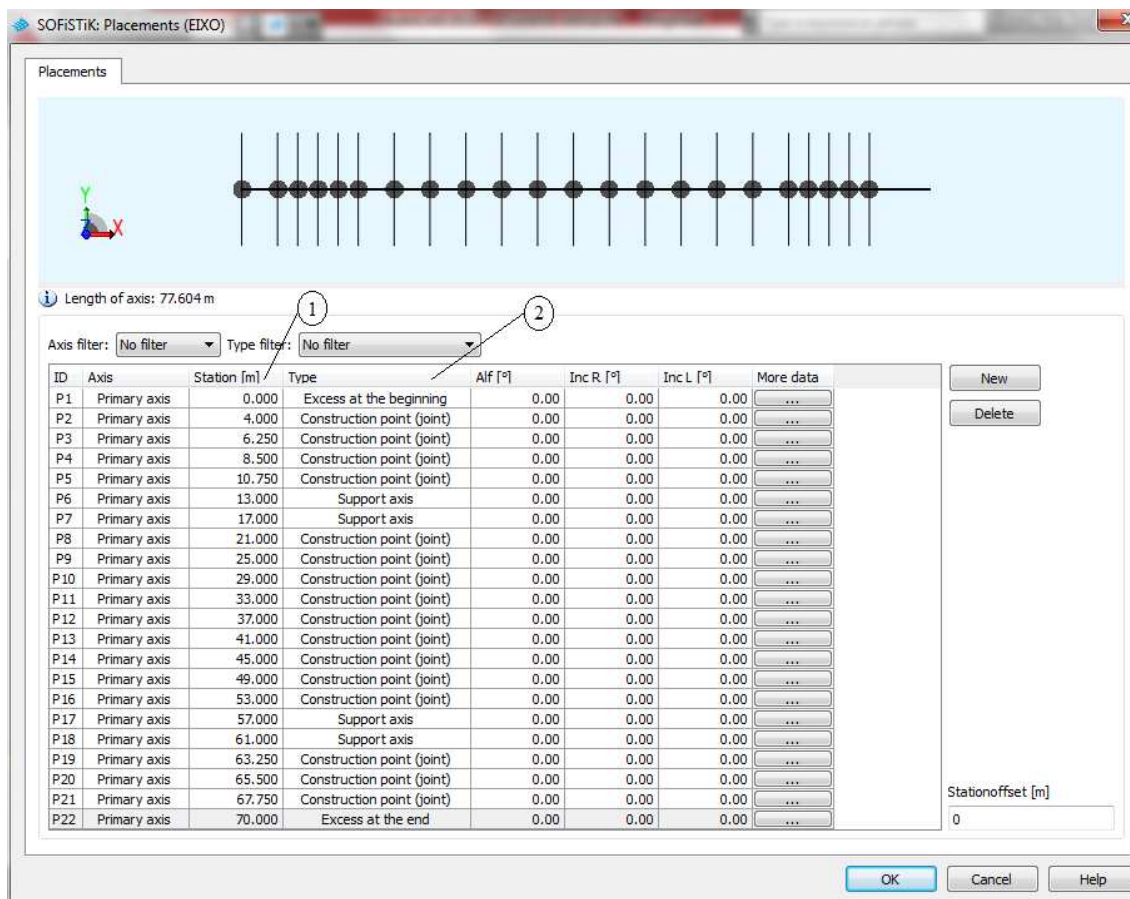 SOFiSTiK: Placements (EIXO)
Placements
Y
X
Length of axis: 77.604 m
1
2
Axis filter: No filter Type filter: No filter
ID Axis Station [m] Type Alf [°] Inc R [°] Inc L [°] More data
New
P1 Primary axis 0.000 Excess at the beginning 0.00 0.00 0.00 ...
P2 Primary axis 4.000 Construction point (joint) 0.00 0.00 0.00 ...
Delete
P3 Primary axis 6.250 Construction point (joint) 0.00 0.00 0.00 ...
P4 Primary axis 8.500 Construction point (joint) 0.00 0.00 0.00 ...
P5 Primary axis 10.750 Construction point (joint) 0.00 0.00 0.00 ...
P6 Primary axis 13.000 Support axis 0.00 0.00 0.00 ...
P7 Primary axis 17.000 Support axis 0.00 0.00 0.00 ...
P8 Primary axis 21.000 Construction point (joint) 0.00 0.00 0.00 ...
P9 Primary axis 25.000 Construction point (joint) 0.00 0.00 0.00 ...
P10 Primary axis 29.000 Construction point (joint) 0.00 0.00 0.00 ...
P11 Primary axis 33.000 Construction point (joint) 0.00 0.00 0.00 ...
P12 Primary axis 37.000 Construction point (joint) 0.00 0.00 0.00 ...
P13 Primary axis 41.000 Construction point (joint) 0.00 0.00 0.00 ...
P14 Primary axis 45.000 Construction point (joint) 0.00 0.00 0.00 ...
P15 Primary axis 49.000 Construction point (joint) 0.00 0.00 0.00 ...
P16 Primary axis 53.000 Construction point (joint) 0.00 0.00 0.00 ...
P17 Primary axis 57.000 Support axis 0.00 0.00 0.00 ...
P18 Primary axis 61.000 Support axis 0.00 0.00 0.00 ...
P19 Primary axis 63.250 Construction point (joint) 0.00 0.00 0.00 ...
P20 Primary axis 65.500 Construction point (joint) 0.00 0.00 0.00 ...
P21 Primary axis 67.750 Construction point (joint) 0.00 0.00 0.00 ...
Stationoffset [m]
P22 Primary axis 70.000 Excess at the end 0.00 0.00 0.00 ...
0
OK Cancel Help